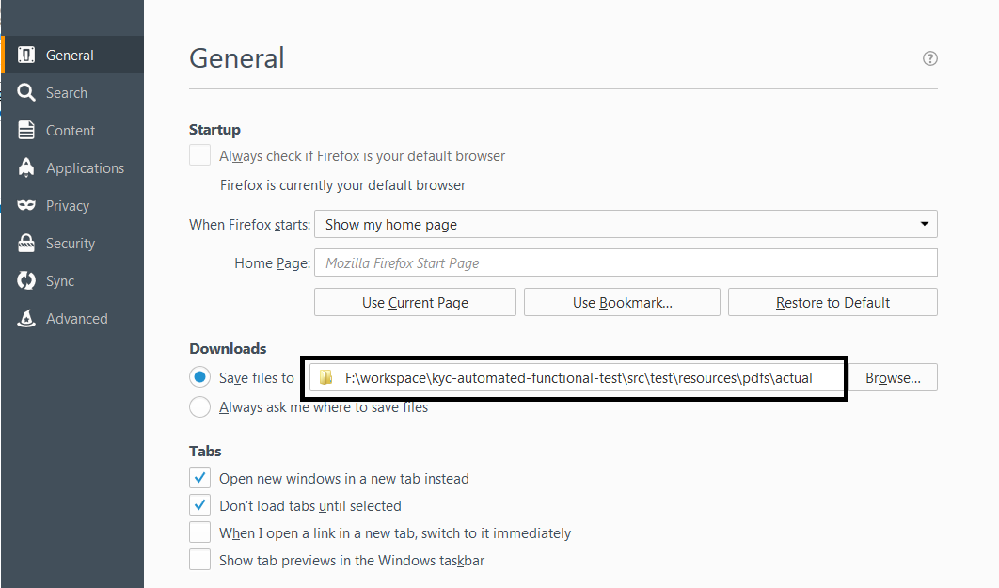 General
Search
Content
Applications
Privacy
Security
Sync
Advanced
General
?
Startup
Always check if Firefox is your default browser
Firefox is currently your default browser
When Firefox starts: Show my home page
Home Page: Mozilla Firefox Start Page
Use Current Page Use Bookmark... Restore to Default
Downloads
Save files to F:\workspace\kyc-automated-functional-test\src\test\resources\pdfs\actual Browse...
Always ask me where to save files
Tabs
Open new windows in a new tab instead
Don't load tabs until selected
When I open a link in a new tab, switch to it immediately
Show tab previews in the Windows taskbar